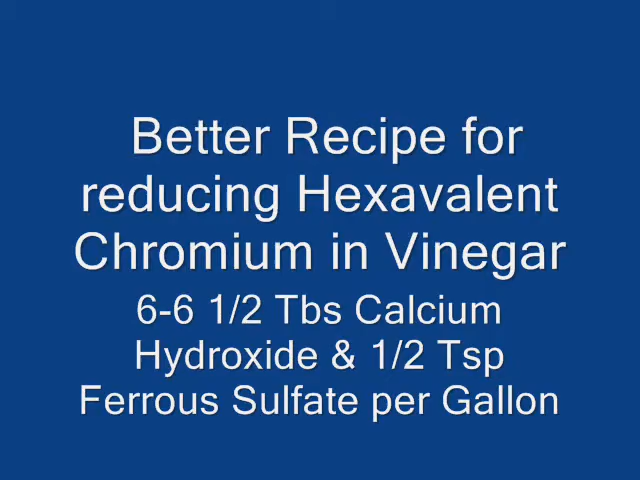 Better Recipe for
reducing Hexavalent
Chromium in Vinegar
6-6 1/2 Tbs Calcium
Hydroxide & 1/2 Tsp
Ferrous Sulfate per Gallon